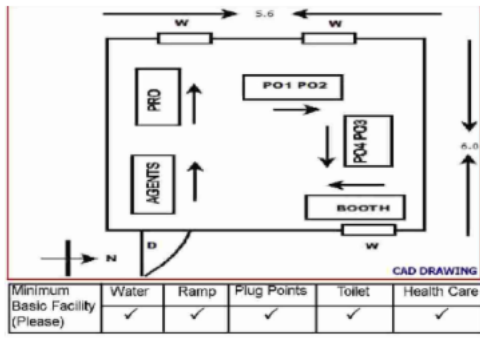 5.6
W W
PO1 PO2
PRO
PO4 PO3
6.0
AGENTS
BOOTH
D
N
W
CAD DRAWING
Minimum Basic Facility (Please) Water Ramp Plug Points Toilet Health Care
✓ ✓ ✓ ✓ ✓